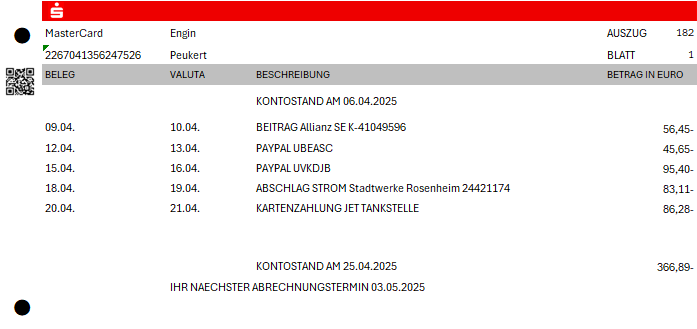 MasterCard Engin AUSZUG 182
2267041356247526 Peukert BLATT 1
BELEG VALUTA BESCHREIBUNG BETRAG IN EURO
KONTOSTAND AM 06.04.2025
09.04. 10.04. BEITRAG Allianz SE K-41049596 56,45-
12.04. 13.04. PAYPAL UBEASC 45,65-
15.04. 16.04. PAYPAL UVKDJB 95,40-
18.04. 19.04. ABSCHLAG STROM Stadtwerke Rosenheim 24421174 83,11-
20.04. 21.04. KARTENZAHLUNG JET TANKSTELLE 86,28-
KONTOSTAND AM 25.04.2025 366,89-
IHR NAECHSTER ABRECHNUNGSTERMIN 03.05.2025